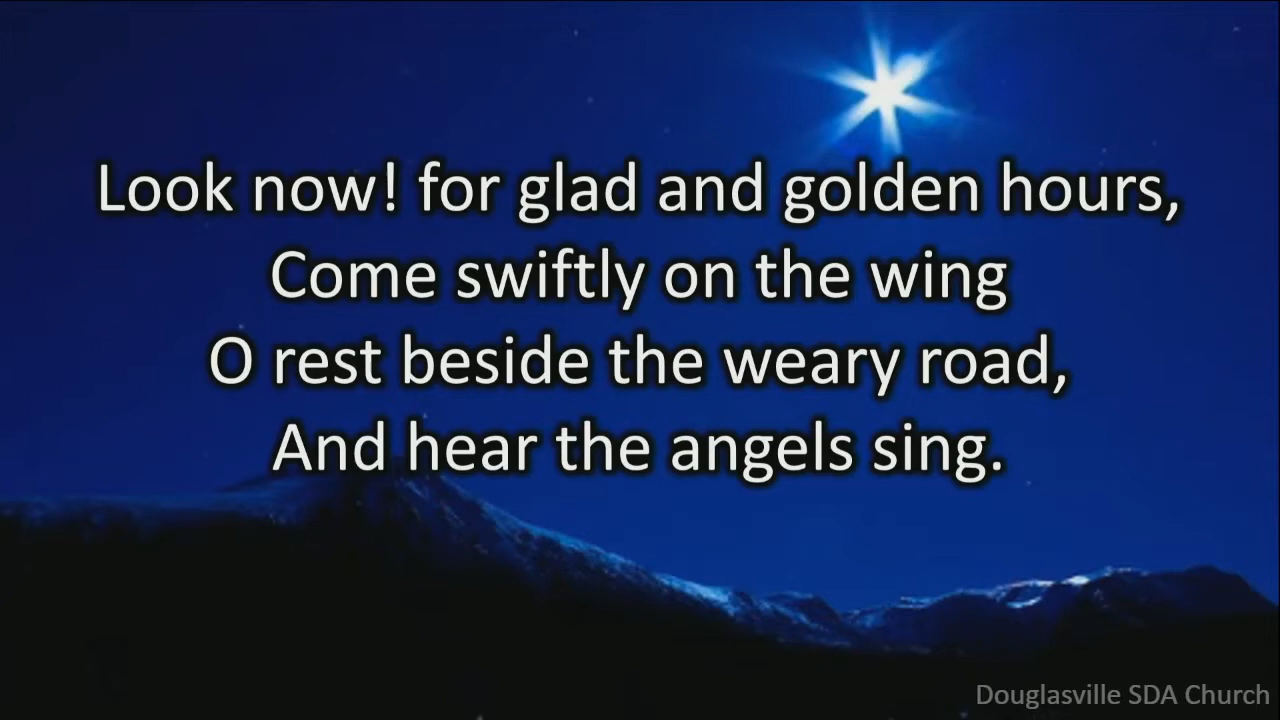 Look now! for glad and golden hours,
Come swiftly on the wing
O rest beside the weary road,
And hear the angels sing.
Douglasville SDA Church